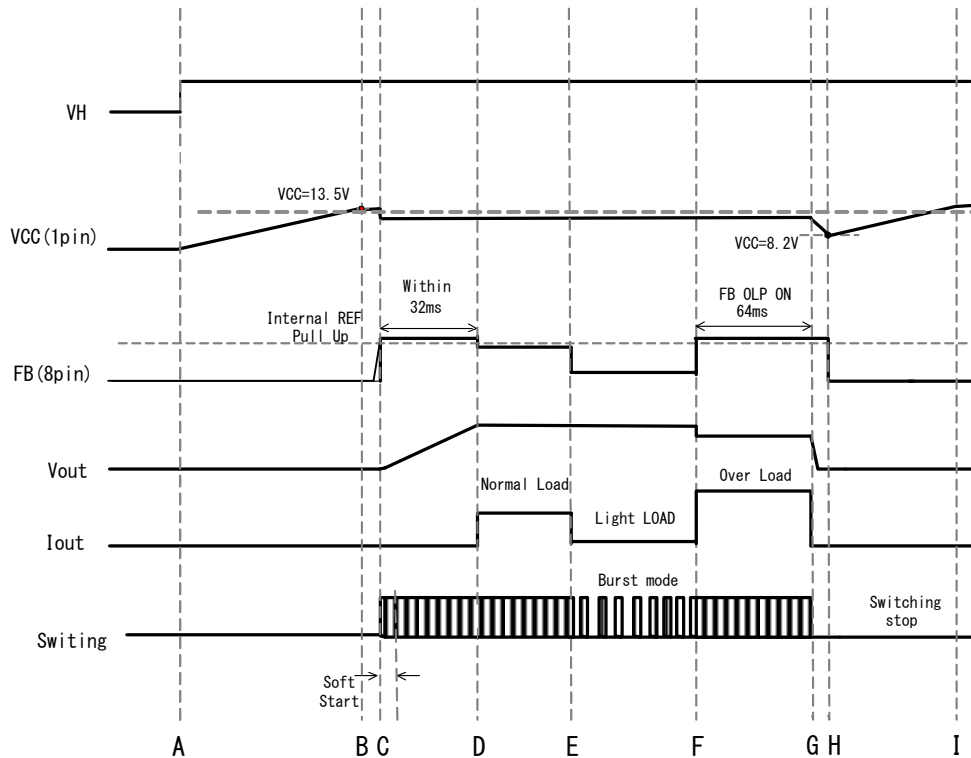 VH
VCC=13.5V
VCC(1pin)
VCC=8.2V
Within
32ms
FB OLP ON
64ms
Internal REF
Pull Up
FB(8pin)
Vout
Normal Load
Over Load
Light LOAD
Iout
Burst mode
Switing
Switching
stop
Soft
Start
A B C D E F G H I